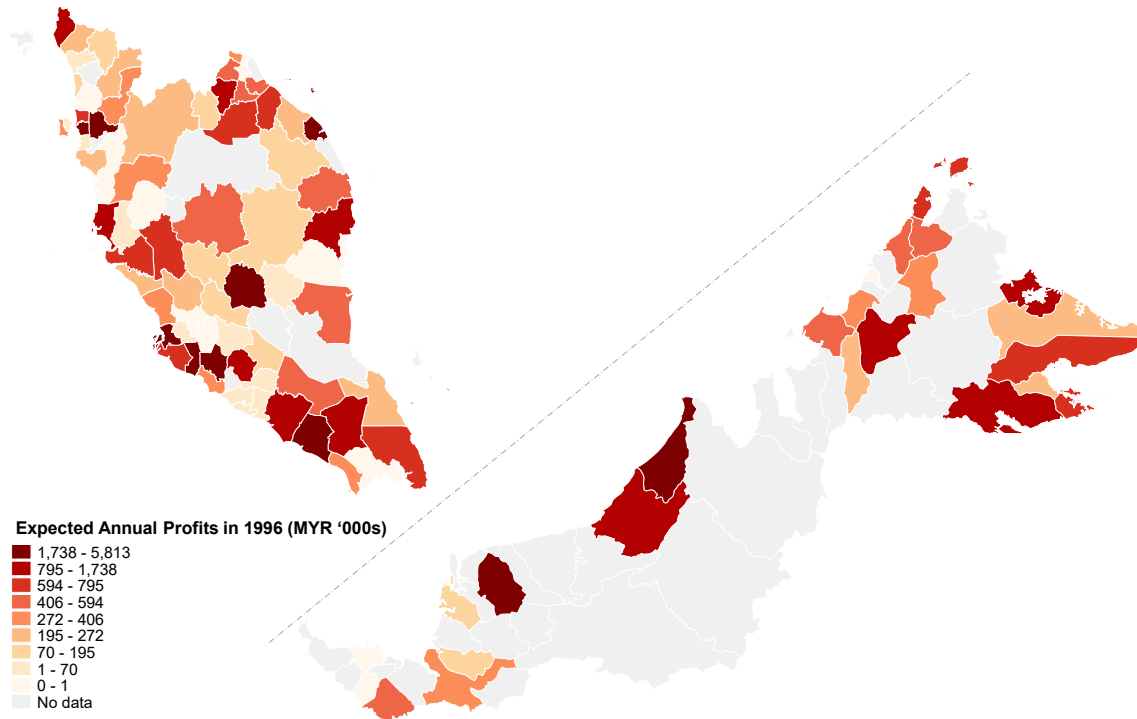 Expected Annual Profits in 1996 (MYR ‘000s)
1,738 - 5,813
795 - 1,738
594 - 795
406 - 594
272 - 406
195 - 272
70 - 195
1 - 70
0 - 1
No data